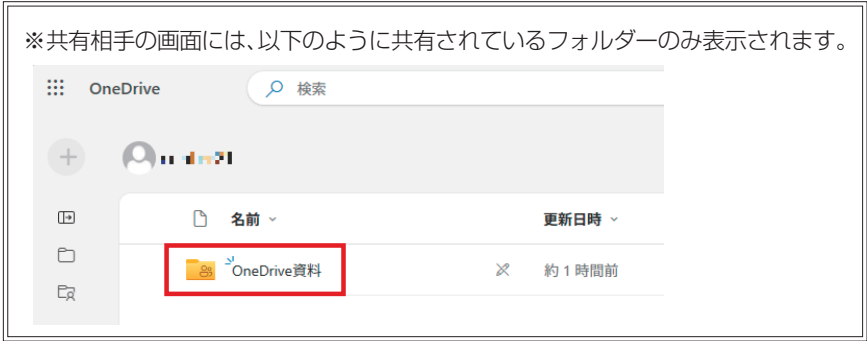 ※共有相手の画面には、以下のように共有されているフォルダーのみ表示されます。
OneDrive
検索
名前
更新日時
OneDrive資料
約 1 時間前